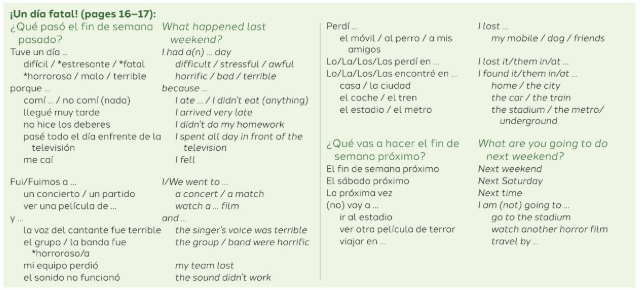 ¡Un día fatal! (pages 16–17):
¿Qué pasó el fin de semana pasado?
What happened last weekend?
Tuve un día ...
I had a(n) ... day
difícil / *estresante / *fatal
difficult / stressful / awful
*horroroso / malo / terrible
horrific / bad / terrible
porque ...
because ...
comí ... / no comí (nada)
I ate ... / I didn't eat (anything)
llegué muy tarde
I arrived very late
no hice los deberes
I didn't do my homework
pasé todo el día enfrente de la televisión
I spent all day in front of the television
me caí
I fell
Fui/Fuimos a ...
I/We went to ...
un concierto / un partido
a concert / a match
ver una película de ...
watch a ... film
y ...
and ...
la voz del cantante fue terrible
the singer's voice was terrible
el grupo / la banda fue *horroroso/a
the group / band were horrific
mi equipo perdió
my team lost
el sonido no funcionó
the sound didn't work
Perdí ...
I lost ...
el móvil / al perro / a mis amigos
my mobile / dog / friends
Lo/La/Los/Las perdí en ...
I lost it/them in/at ...
Lo/La/Los/Las encontré en ...
I found it/them in/at ...
casa / la ciudad
home / the city
el coche / el tren
the car / the train
el estadio / el metro
the stadium / the metro/ underground
¿Qué vas a hacer el fin de semana próximo?
What are you going to do next weekend?
El fin de semana próximo
Next weekend
El sábado próximo
Next Saturday
La próxima vez
Next time
(no) voy a ...
I am (not) going to ...
ir al estadio
go to the stadium
ver otra película de terror
watch another horror film
viajar en ...
travel by ...